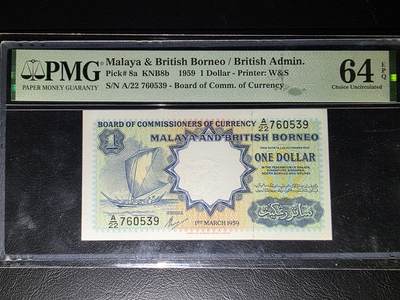 PMG
PAPER MONEY GUARANTY
Malaya & British Borneo / British Admin.
Pick# 8a KNB8b 1959 1 Dollar - Printer: W&S
S/N A/22 760539 - Board of Comm. of Currency
64 EPQ
Choice Uncirculated
BOARD OF COMMISSIONERS OF CURRENCY
A/22 760539
MALAYA AND BRITISH BORNEO
1
ONE DOLLAR
A/22 760539
1ST MARCH 1959